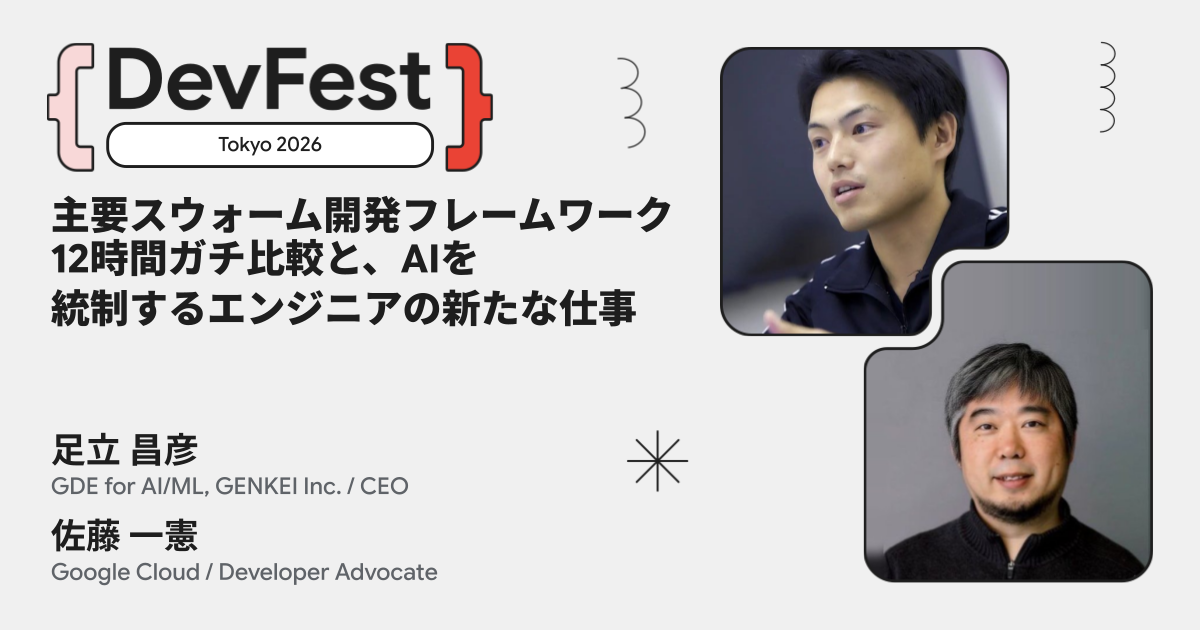 DevFest
Tokyo 2026
主要スウォーム開発フレームワーク
12時間ガチ比較と、AIを
統制するエンジニアの新たな仕事
足立 昌彦
GDE for AI/ML, GENKEI Inc. / CEO
佐藤 一憲
Google Cloud / Developer Advocate